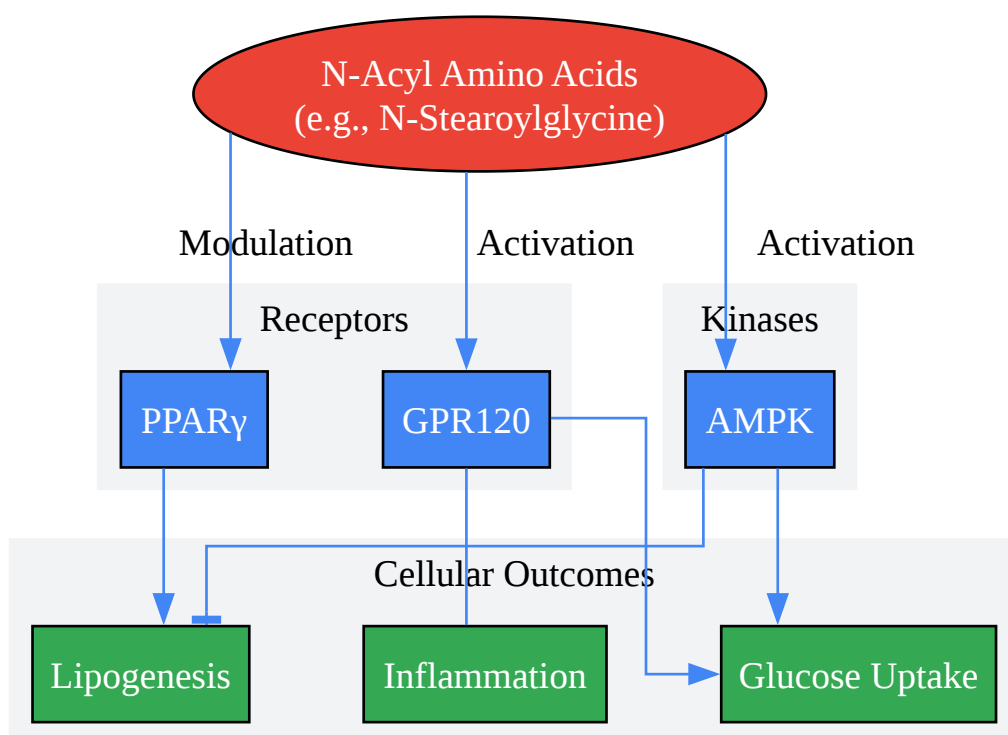 N-Acyl Amino Acids
(e.g., N-Stearoylglycine)
Modulation
Activation
Activation
Receptors
Kinases
PPARγ
GPR120
AMPK
Cellular Outcomes
Lipogenesis
Inflammation
Glucose Uptake